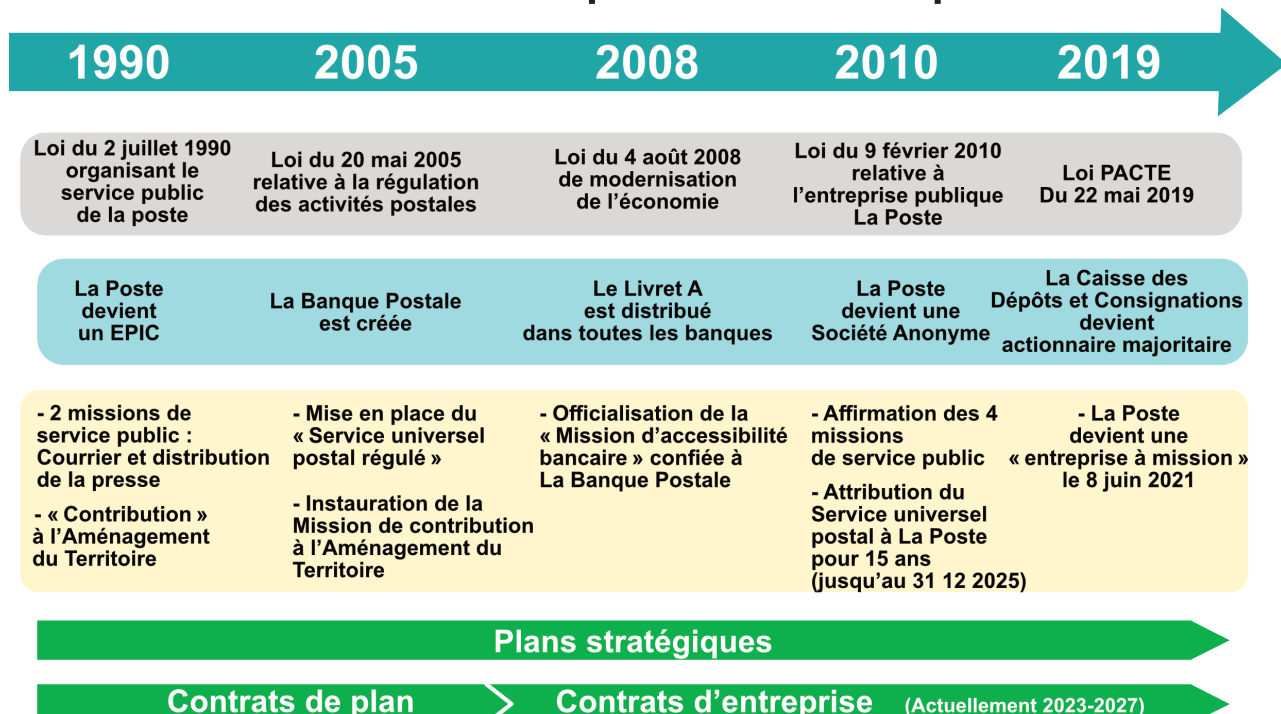 1990 2005 2008 2010 2019
Loi du 2 juillet 1990
organisant le
service public
de la poste
Loi du 20 mai 2005
relative à la régulation
des activités postales
Loi du 4 août 2008
de modernisation
de l’économie
Loi du 9 février 2010
relative à
l’entreprise publique
La Poste
Loi PACTE
Du 22 mai 2019
La Poste
devient
un EPIC
La Banque Postale
est créée
Le Livret A
est distribué
dans toutes les banques
La Poste
devient une
Société Anonyme
La Caisse des
Dépôts et Consignations
devient
actionnaire majoritaire
- 2 missions de
service public :
Courrier et distribution
de la presse
- « Contribution »
à l’Aménagement
du Territoire
- Mise en place du
« Service universel
postal régulé »
- Instauration de la
Mission de contribution
à l’Aménagement du
Territoire
- Officialisation de la
« Mission d’accessibilité
bancaire » confiée à
La Banque Postale
- Affirmation des 4
missions
de service public
- Attribution du
Service universel
postal à La Poste
pour 15 ans
(jusqu’au 31 12 2025)
- La Poste
devient une
« entreprise à mission »
le 8 juin 2021
Plans stratégiques
Contrats de plan
Contrats d’entreprise (Actuellement 2023-2027)